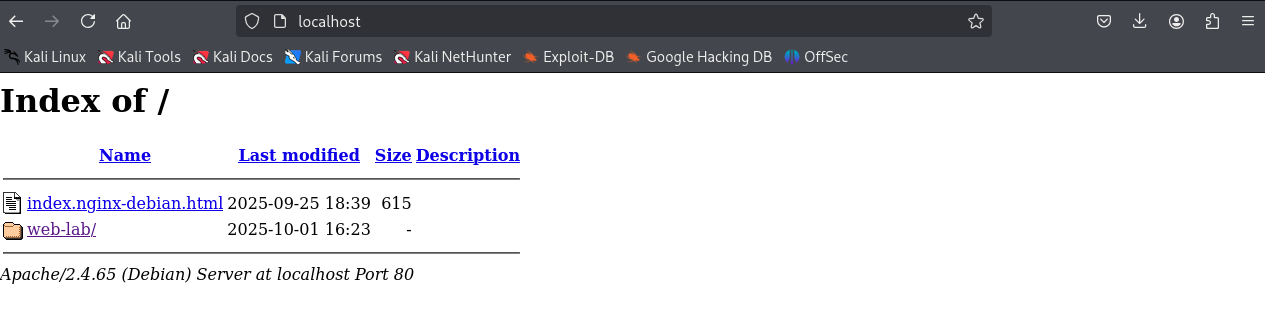 localhost
Kali Linux Kali Tools Kali Docs Kali Forums Kali NetHunter Exploit-DB Google Hacking DB OffSec
Index of /
Name Last modified Size Description
index.nginx-debian.html 2025-09-25 18:39 615
web-lab/ 2025-10-01 16:23 -
Apache/2.4.65 (Debian) Server at localhost Port 80